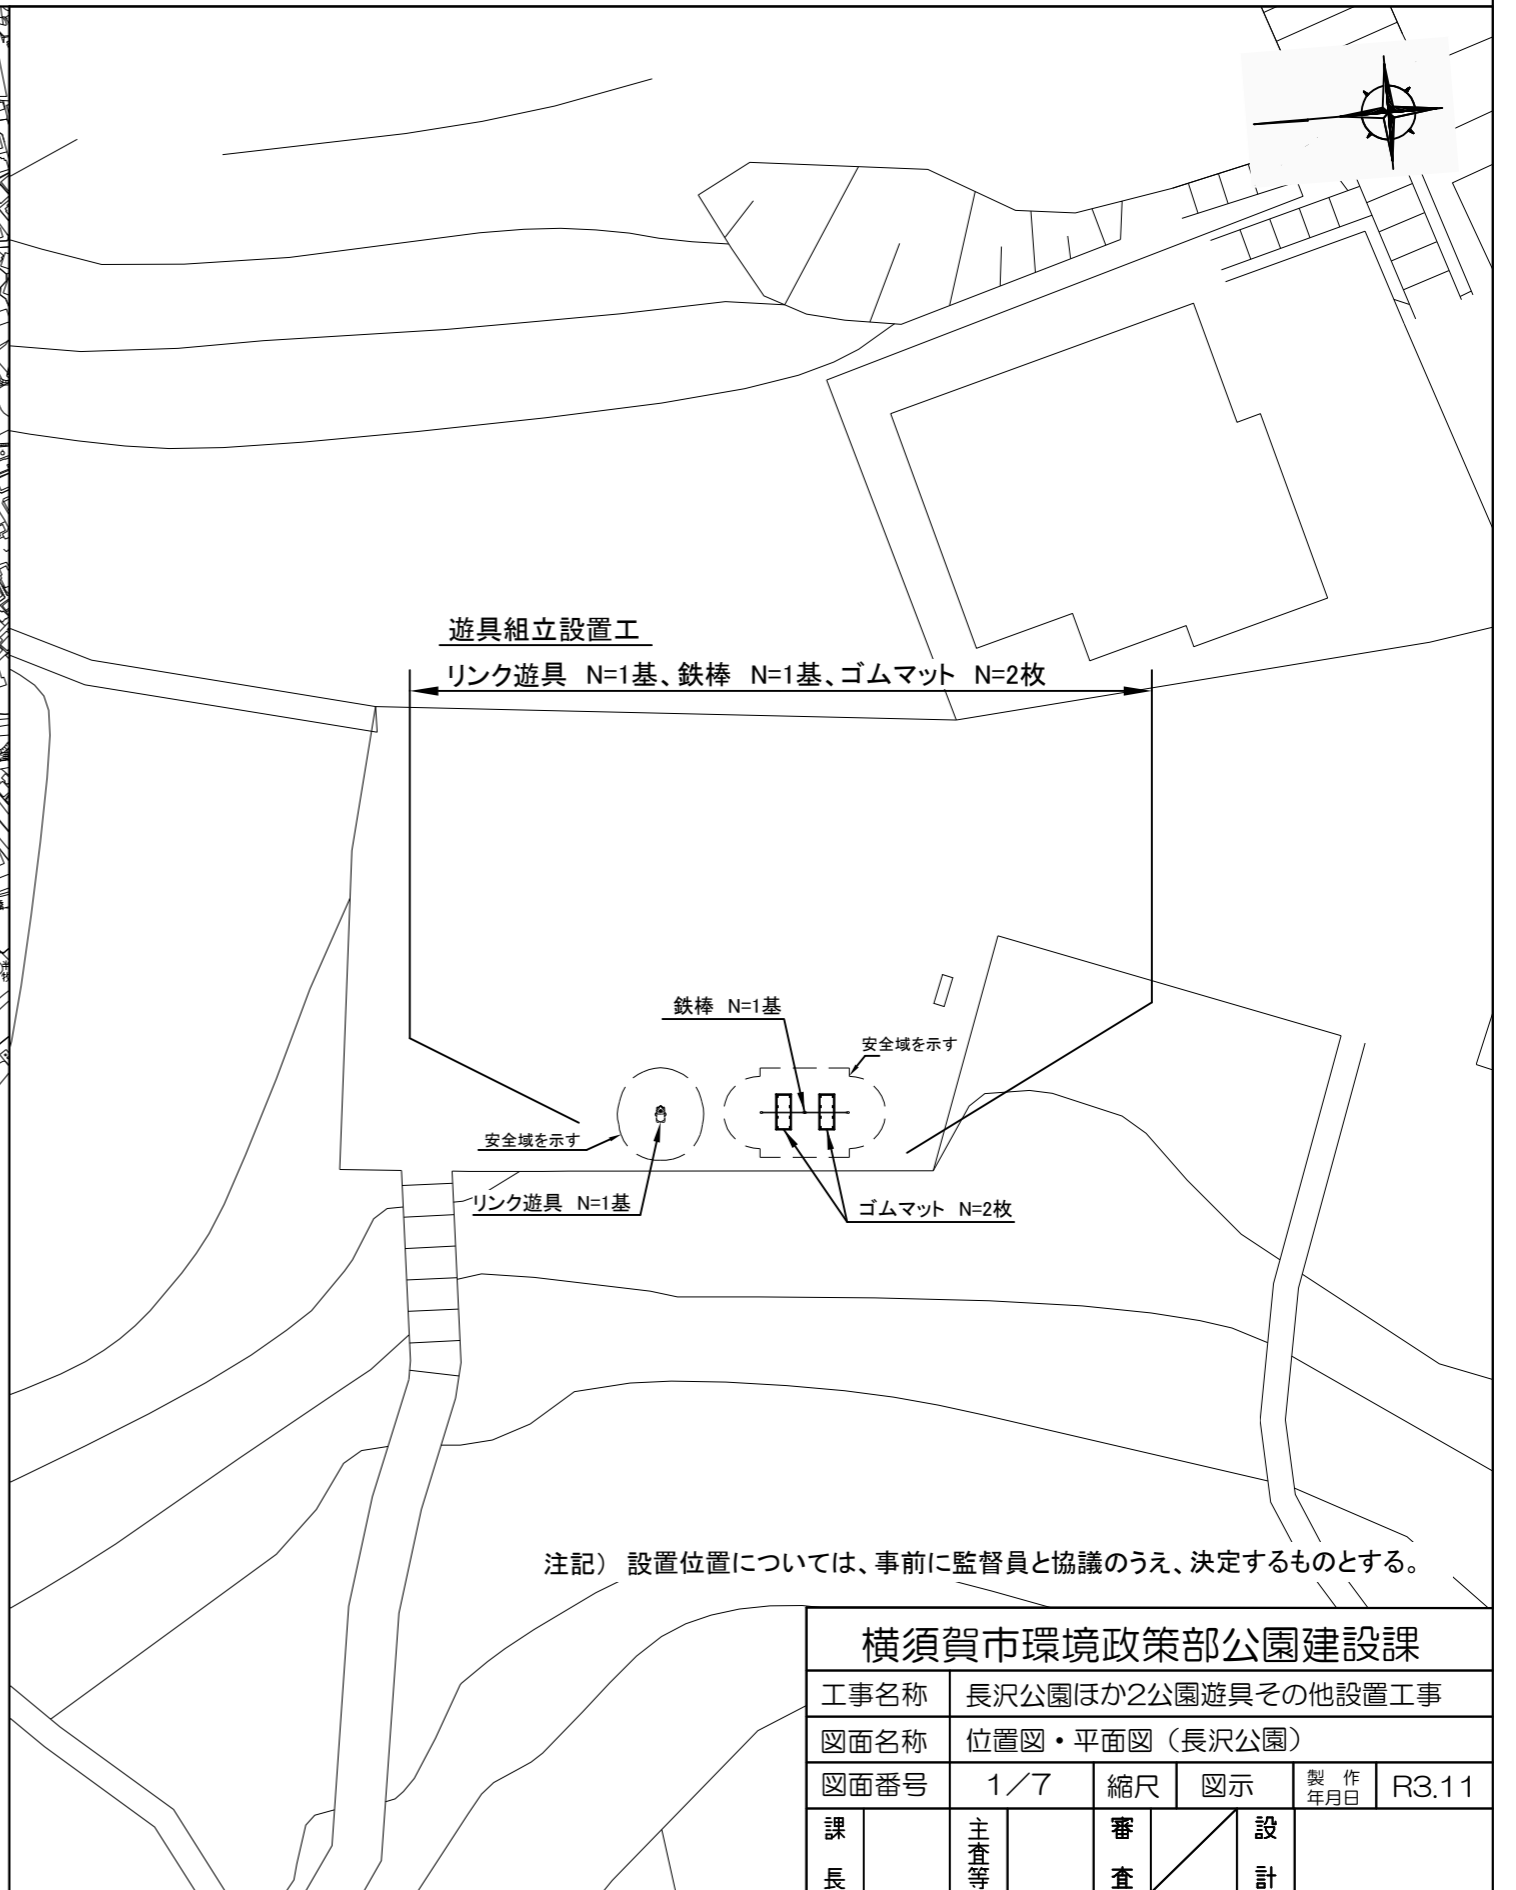 遊具組立設置工
リンク遊具 N=1基、鉄棒 N=1基、ゴムマット N=2枚
鉄棒 N=1基
安全域を示す
安全域を示す
リンク遊具 N=1基
ゴムマット N=2枚
注記） 設置位置については、事前に監督員と協議のうえ、決定するものとする。
横須賀市環境政策部公園建設課
工事名称 長沢公園ほか2公園遊具その他設置工事
図面名称 位置図・平面図（長沢公園）
図面番号 1／7 縮尺 図示 製作年月日 R3.11
課長 主査等 審査 設計